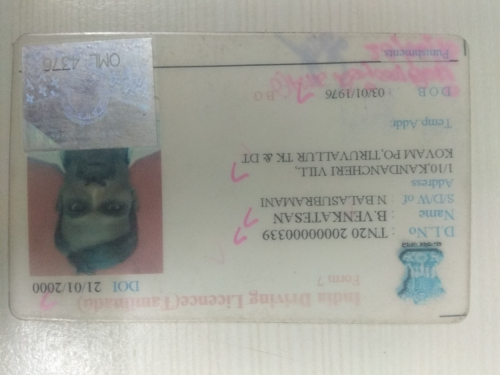 India Driving Licence(Tamilnadu)
Form 7
DOI 21/01/2000
D.L.No : TN20 20000000339
Name : B.VENKATESAN
S/D/W of : N.BALASUBRAMANI
Address
1/10,KANDANCHERI VILL,
KOVAM PO,TIRUVALLUR TK & DT
Temp Addr.
D.O.B : 03/01/1976 B.G
Punishments
OML 4376